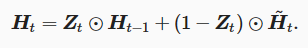 H_t = Z_t ⊙ H_{t−1} + (1 − Z_t) ⊙ H̃_t.